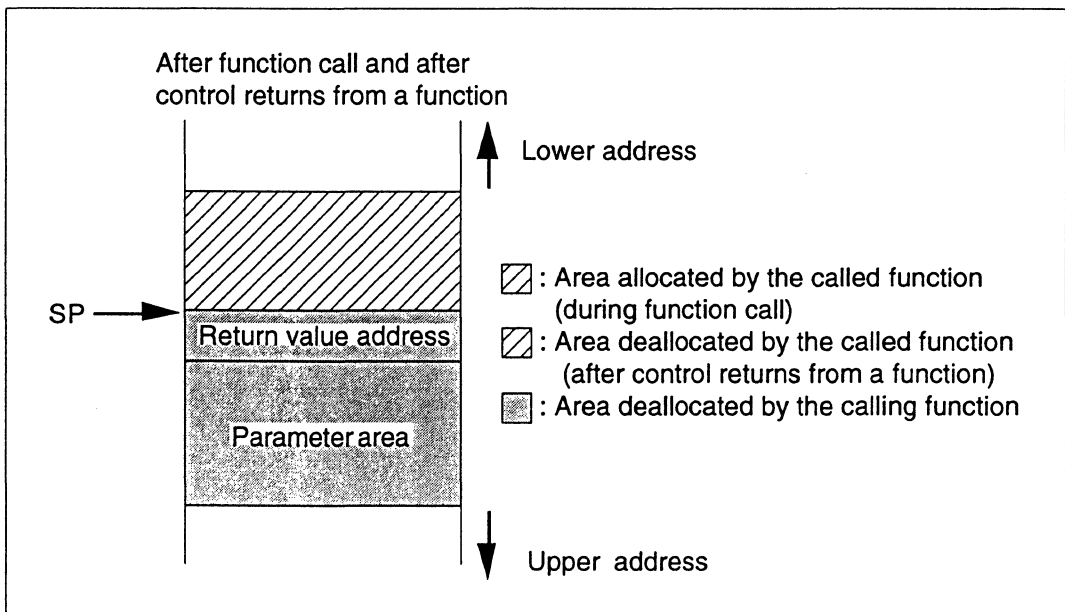 After function call and after
control returns from a function
Lower address
: Area allocated by the called function
(during function call)
SP
Return value address
: Area deallocated by the called function
(after control returns from a function)
: Area deallocated by the calling function
Parameter area
Upper address